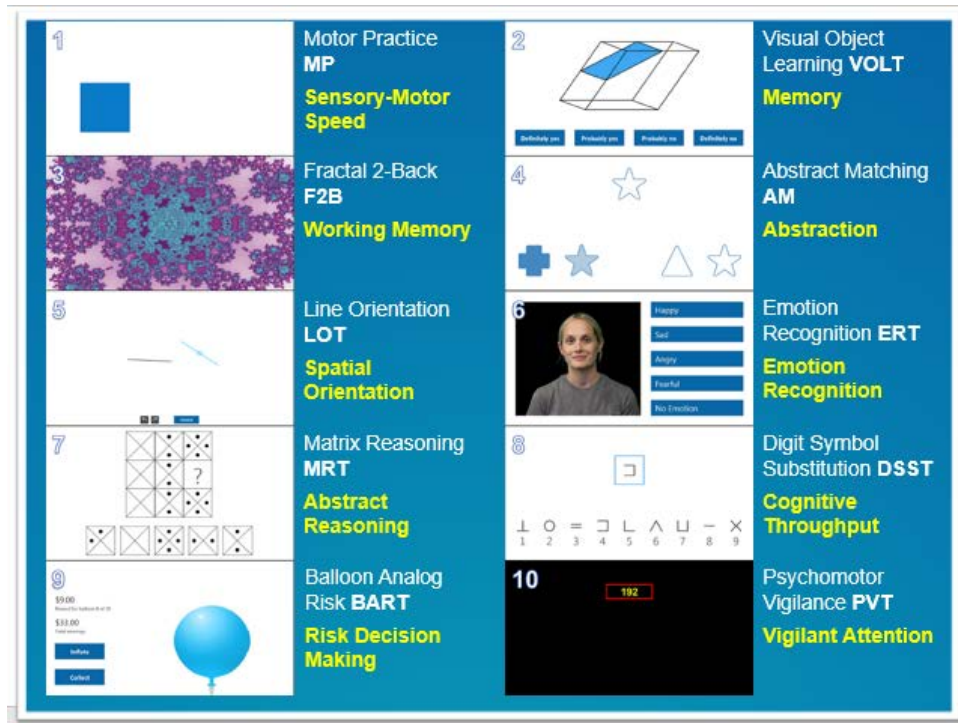 1
Motor Practice
MP
Sensory-Motor
Speed
2
Definitely yes
Probably yes
Probably no
Definitely no
Visual Object
Learning VOLT
Memory
3
Fractal 2-Back
F2B
Working Memory
4
Abstract Matching
AM
Abstraction
5
Line Orientation
LOT
Spatial
Orientation
6
Happy
Sad
Angry
Fearful
No Emotion
Emotion
Recognition ERT
Emotion
Recognition
7
?
Matrix Reasoning
MRT
Abstract
Reasoning
8
1 2 3 4 5 6 7 8 9
Digit Symbol
Substitution DSST
Cognitive
Throughput
9
$9.00
$33.00
Total winnings
Inflate
Collect
Balloon Analog
Risk BART
Risk Decision
Making
10
192
Psychomotor
Vigilance PVT
Vigilant Attention